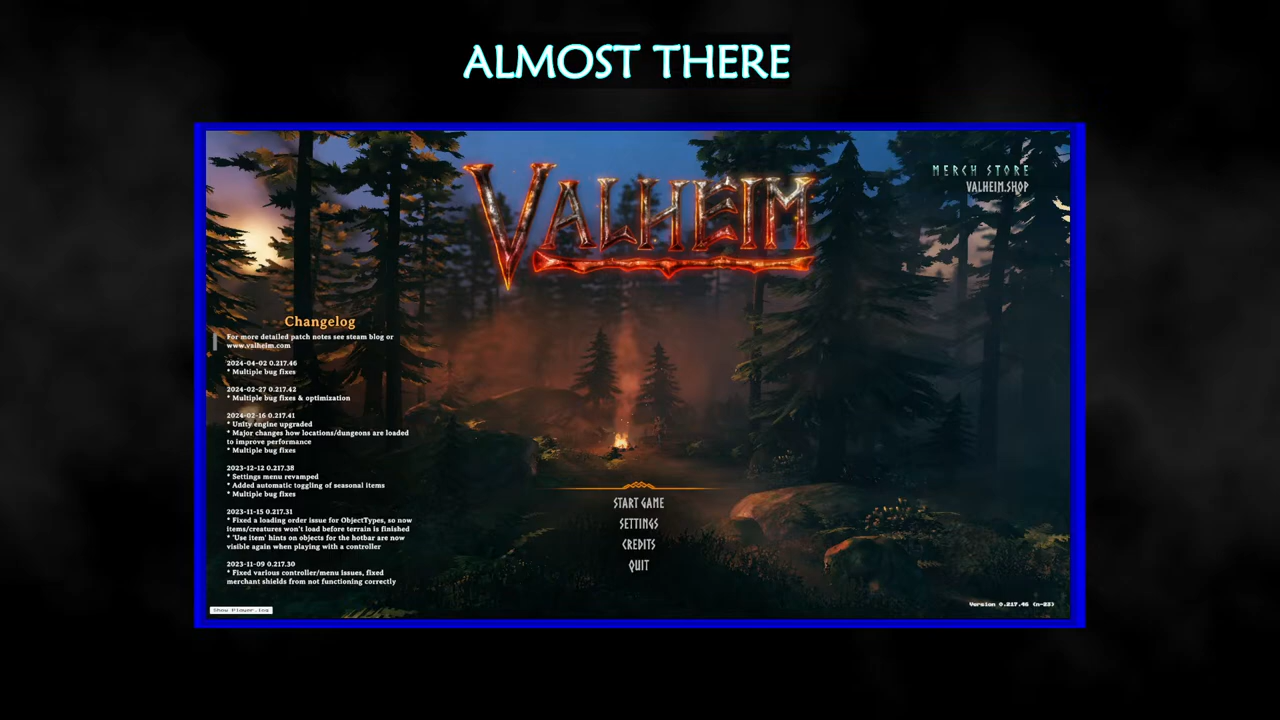 ALMOST THERE
VALHEIM
MERCH STORE
VALHEIM.SHOP
Changelog
For more detailed patch notes see steam blog or
www.valheim.com
2024-04-02 0.217.46
* Multiple bug fixes
2024-02-27 0.217.42
* Multiple bug fixes & optimization
2024-02-16 0.217.41
* Unity engine upgraded
* Major changes how locations/dungeons are loaded
to improve performance
* Multiple bug fixes
2023-12-12 0.217.38
* Settings menu revamped
* Added automatic toggling of seasonal items
* Multiple bug fixes
2023-11-15 0.217.31
* Fixed a loading order issue for ObjectTypes, so now
items/creatures won't load before terrain is finished
* 'Use item' hints on objects for the hotbar are now
visible again when playing with a controller
2023-11-09 0.217.30
* Fixed various controller/menu issues, fixed
merchant shields from not functioning correctly
START GAME
SETTINGS
CREDITS
QUIT
Show Player.log
Version 0.217.46 (n-23)